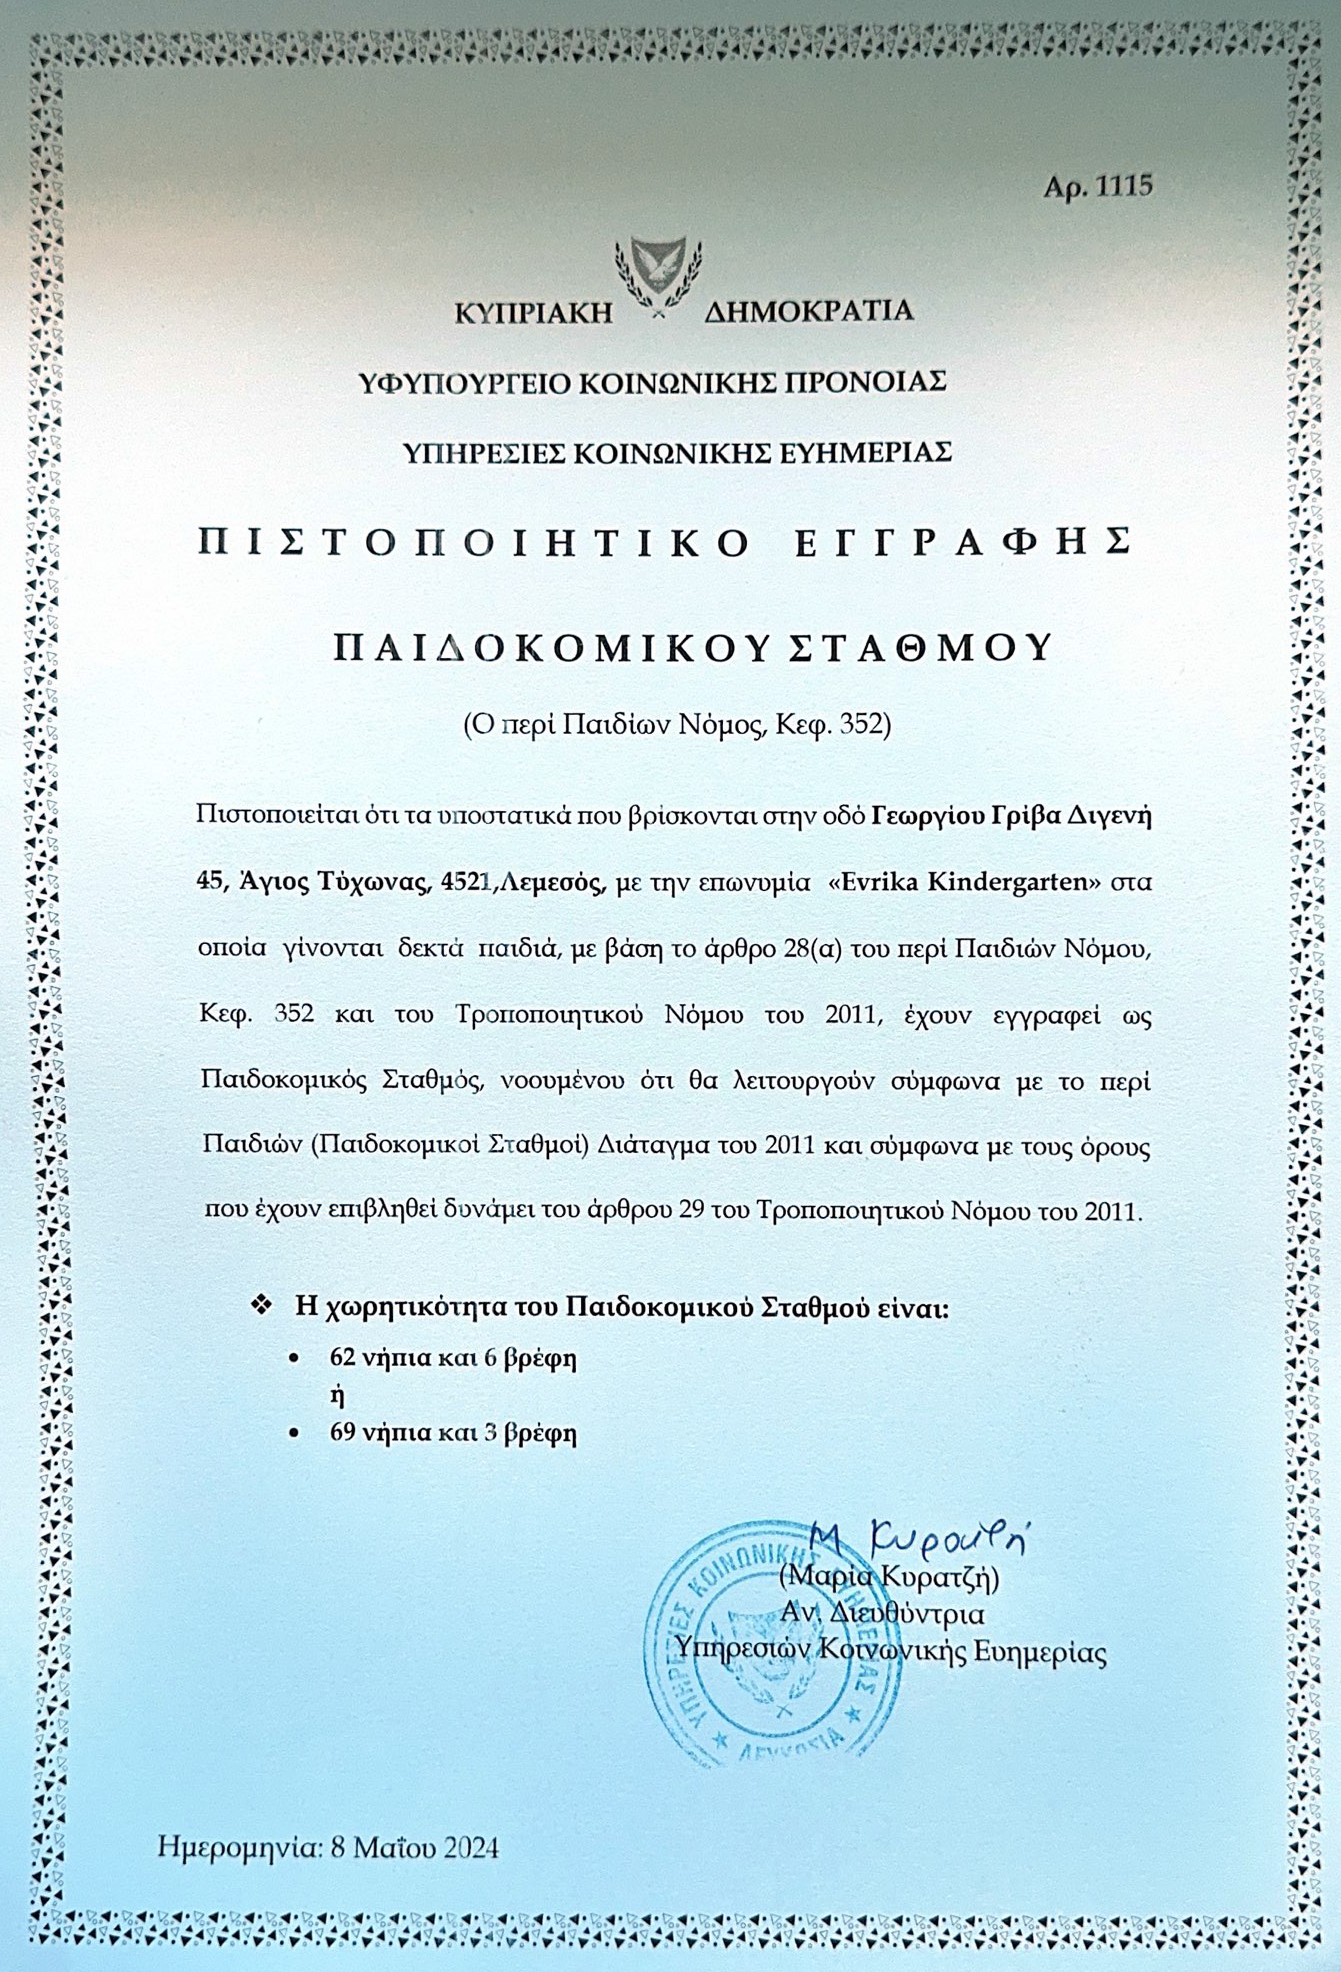 Αρ. 1115
ΚΥΠΡΙΑΚΗ ΔΗΜΟΚΡΑΤΙΑ
ΥΦΥΠΟΥΡΓΕΙΟ ΚΟΙΝΩΝΙΚΗΣ ΠΡΟΝΟΙΑΣ
ΥΠΗΡΕΣΙΕΣ ΚΟΙΝΩΝΙΚΗΣ ΕΥΗΜΕΡΙΑΣ
ΠΙΣΤΟΠΟΙΗΤΙΚΟ ΕΓΓΡΑΦΗΣ
ΠΑΙΔΟΚΟΜΙΚΟΥ ΣΤΑΘΜΟΥ
(Ο περί Παιδίων Νόμος, Κεφ. 352)
Πιστοποιείται ότι τα υποστατικά που βρίσκονται στην οδό Γεωργίου Γρίβα Διγενή
45, Άγιος Τύχωνας, 4521,Λεμεσός, με την επωνυμία «Evrika Kindergarten» στα
οποία γίνονται δεκτά παιδιά, με βάση το άρθρο 28(α) του περί Παιδιών Νόμου,
Κεφ. 352 και του Τροποποιητικού Νόμου του 2011, έχουν εγγραφεί ως
Παιδοκομικός Σταθμός, νοουμένου ότι θα λειτουργούν σύμφωνα με το περί
Παιδιών (Παιδοκομικοί Σταθμοί) Διάταγμα του 2011 και σύμφωνα με τους όρους
που έχουν επιβληθεί δυνάμει του άρθρου 29 του Τροποποιητικού Νόμου του 2011.
❖ Η χωρητικότητα του Παιδοκομικού Σταθμού είναι:
• 62 νήπια και 6 βρέφη
ή
• 69 νήπια και 3 βρέφη
Μ Κυρατζή
(Μαρία Κυρατζή)
Αν. Διευθύντρια
Υπηρεσιών Κοινωνικής Ευημερίας
ΥΠΗΡΕΣΙΕΣ ΚΟΙΝΩΝΙΚΗΣ ΕΥΗΜΕΡΙΑΣ
★ ΛΕΥΚΩΣΙΑ ★
Ημερομηνία: 8 Μαΐου 2024